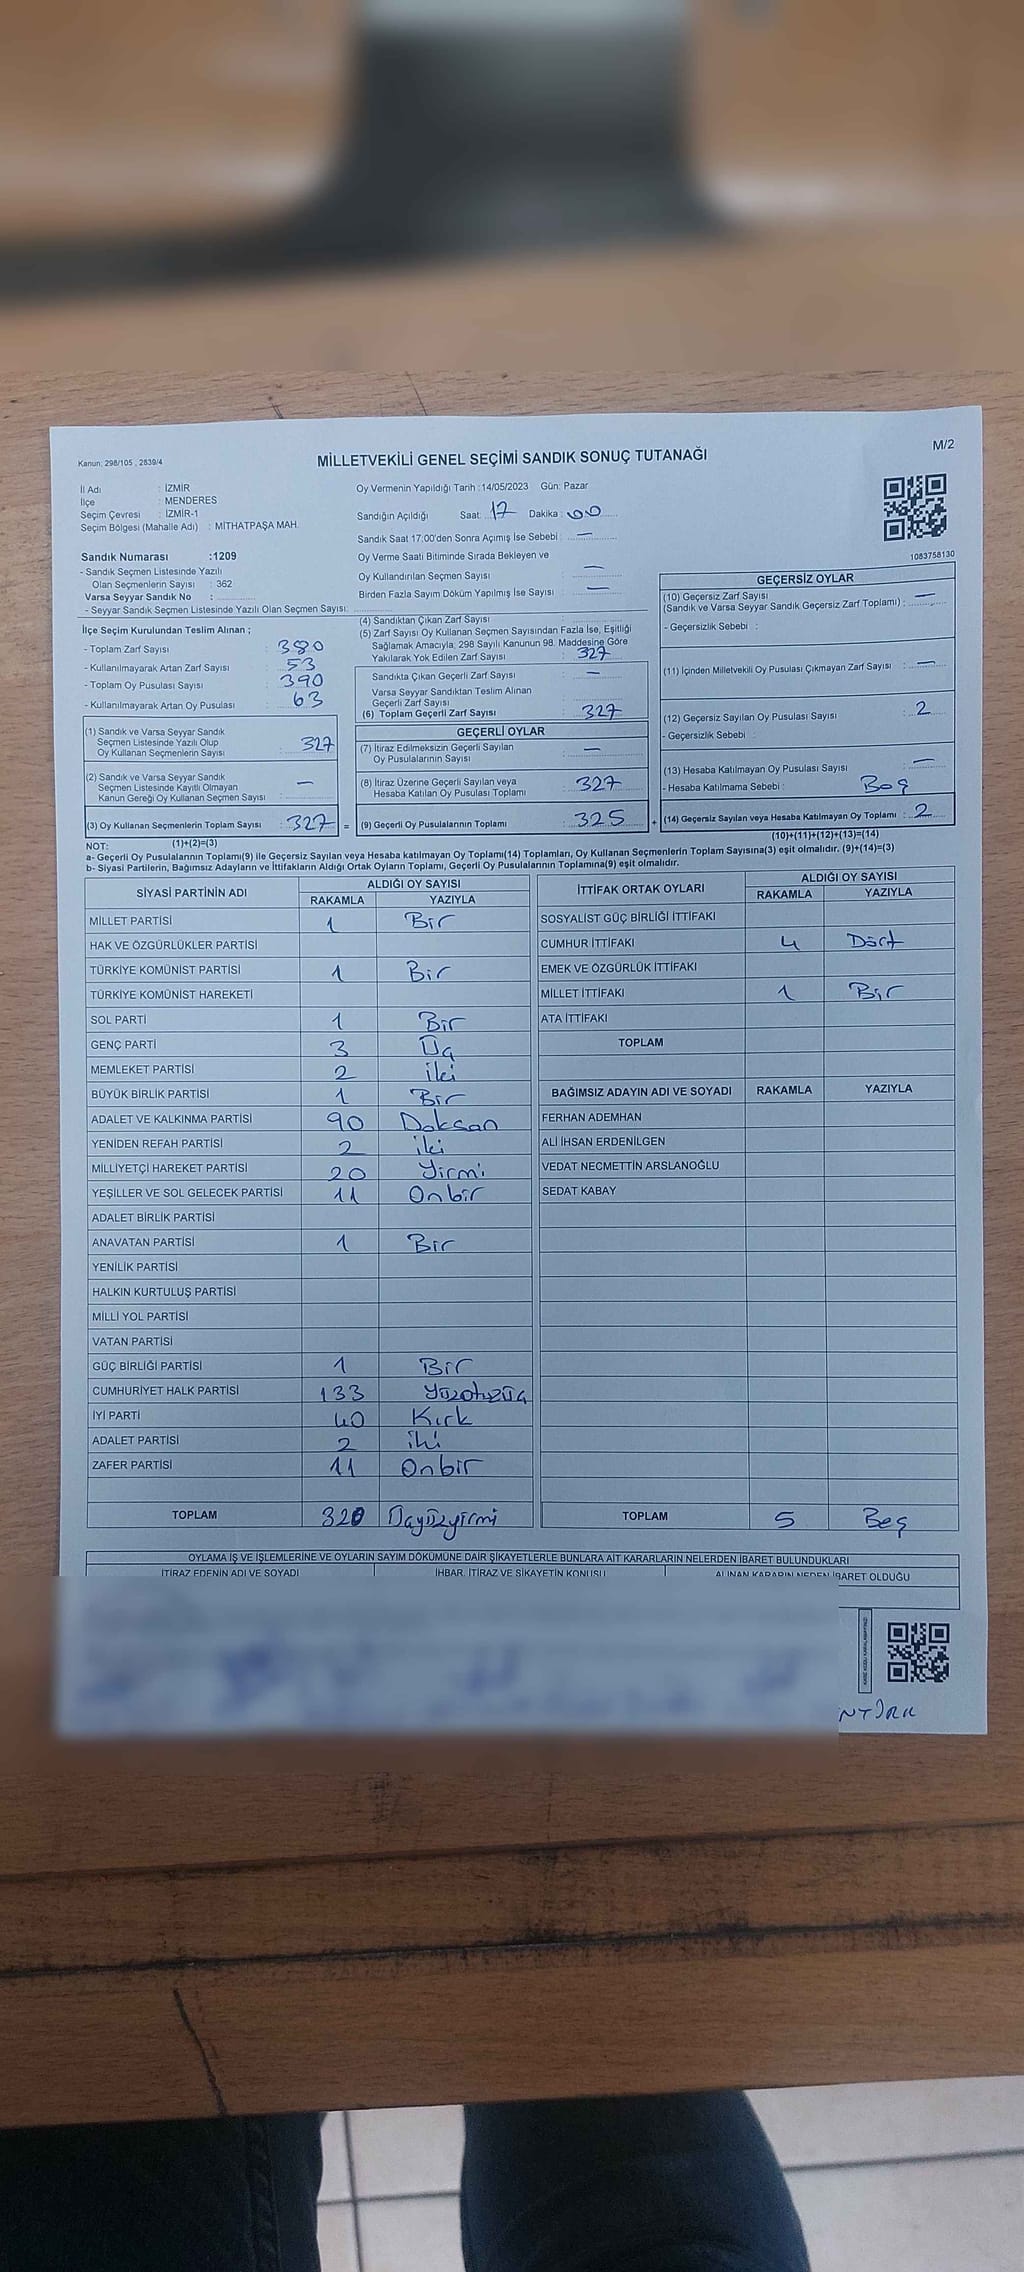 Kanun: 298/105 , 2839/4
MİLLETVEKİLİ GENEL SEÇİMİ SANDIK SONUÇ TUTANAĞI
M/2
İl Adı : İZMİR
İlçe : MENDERES
Seçim Çevresi : İZMİR-1
Seçim Bölgesi (Mahalle Adı) : MİTHATPAŞA MAH.
Sandık Numarası :1209
- Sandık Seçmen Listesinde Yazılı
Olan Seçmenlerin Sayısı : 362
Varsa Seyyar Sandık No :
- Seyyar Sandık Seçmen Listesinde Yazılı Olan Seçmen Sayısı:
Oy Vermenin Yapıldığı Tarih :14/05/2023 Gün: Pazar
Sandığın Açıldığı Saat: 17 Dakika : 00
Sandık Saat 17:00'den Sonra Açımış İse Sebebi : —
Oy Verme Saati Bitiminde Sırada Bekleyen ve
Oy Kullandırılan Seçmen Sayısı : —
Birden Fazla Sayım Döküm Yapılmış İse Sayısı : —
1083758130
İlçe Seçim Kurulundan Teslim Alınan ;
- Toplam Zarf Sayısı : 380
- Kullanılmayarak Artan Zarf Sayısı : 53
- Toplam Oy Pusulası Sayısı : 390
- Kullanılmayarak Artan Oy Pusulası : 63
(1) Sandık ve Varsa Seyyar Sandık
Seçmen Listesinde Yazılı Olup
Oy Kullanan Seçmenlerin Sayısı : 327
(2) Sandık ve Varsa Seyyar Sandık
Seçmen Listesinde Kayıtlı Olmayan
Kanun Gereği Oy Kullanan Seçmen Sayısı : —
(3) Oy Kullanan Seçmenlerin Toplam Sayısı : 327 =
(4) Sandıktan Çıkan Zarf Sayısı :
(5) Zarf Sayısı Oy Kullanan Seçmen Sayısından Fazla İse, Eşitliği
Sağlamak Amacıyla; 298 Sayılı Kanunun 98. Maddesine Göre
Yakılarak Yok Edilen Zarf Sayısı : 327
Sandıkta Çıkan Geçerli Zarf Sayısı : —
Varsa Seyyar Sandıktan Teslim Alınan
Geçerli Zarf Sayısı :
(6) Toplam Geçerli Zarf Sayısı : 327
GEÇERLİ OYLAR
(7) İtiraz Edilmeksizin Geçerli Sayılan
Oy Pusulalarının Sayısı : —
(8) İtiraz Üzerine Geçerli Sayılan veya
Hesaba Katılan Oy Pusulası Toplamı : 327
(9) Geçerli Oy Pusulalarının Toplamı : 325 +
GEÇERSİZ OYLAR
(10) Geçersiz Zarf Sayısı
(Sandık ve Varsa Seyyar Sandık Geçersiz Zarf Toplamı) : —
- Geçersizlik Sebebi :
(11) İçinden Milletvekili Oy Pusulası Çıkmayan Zarf Sayısı : —
(12) Geçersiz Sayılan Oy Pusulası Sayısı : 2
- Geçersizlik Sebebi :
(13) Hesaba Katılmayan Oy Pusulası Sayısı : —
- Hesaba Katılmama Sebebi : Boş
(14) Geçersiz Sayılan veya Hesaba Katılmayan Oy Toplamı : 2
NOT: (1)+(2)=(3)
(10)+(11)+(12)+(13)=(14)
a- Geçerli Oy Pusulalarının Toplamı(9) ile Geçersiz Sayılan veya Hesaba katılmayan Oy Toplamı(14) Toplamları, Oy Kullanan Seçmenlerin Toplam Sayısına(3) eşit olmalıdır. (9)+(14)=(3)
b- Siyasi Partilerin, Bağımsız Adayların ve İttifakların Aldığı Ortak Oyların Toplamı, Geçerli Oy Pusulalarının Toplamına(9) eşit olmalıdır.
SİYASİ PARTİNİN ADI ALDIĞI OY SAYISI
RAKAMLA YAZIYLA
MİLLET PARTİSİ 1 Bir
HAK VE ÖZGÜRLÜKLER PARTİSİ
TÜRKİYE KOMÜNİST PARTİSİ 1 Bir
TÜRKİYE KOMÜNİST HAREKETİ
SOL PARTİ 1 Bir
GENÇ PARTİ 3 Üç
MEMLEKET PARTİSİ 2 iki
BÜYÜK BİRLİK PARTİSİ 1 Bir
ADALET VE KALKINMA PARTİSİ 90 Doksan
YENİDEN REFAH PARTİSİ 2 iki
MİLLİYETÇİ HAREKET PARTİSİ 20 Yirmi
YEŞİLLER VE SOL GELECEK PARTİSİ 11 Onbir
ADALET BİRLİK PARTİSİ
ANAVATAN PARTİSİ 1 Bir
YENİLİK PARTİSİ
HALKIN KURTULUŞ PARTİSİ
MİLLİ YOL PARTİSİ
VATAN PARTİSİ
GÜÇ BİRLİĞİ PARTİSİ 1 Bir
CUMHURİYET HALK PARTİSİ 133 Yüzotuzüç
İYİ PARTİ 40 Kırk
ADALET PARTİSİ 2 iki
ZAFER PARTİSİ 11 Onbir
TOPLAM 320 Üçyüzyirmi
İTTİFAK ORTAK OYLARI ALDIĞI OY SAYISI
RAKAMLA YAZIYLA
SOSYALİST GÜÇ BİRLİĞİ İTTİFAKI
CUMHUR İTTİFAKI 4 Dört
EMEK VE ÖZGÜRLÜK İTTİFAKI
MİLLET İTTİFAKI 1 Bir
ATA İTTİFAKI
TOPLAM
BAĞIMSIZ ADAYIN ADI VE SOYADI RAKAMLA YAZIYLA
FERHAN ADEMHAN
ALİ İHSAN ERDENİLGEN
VEDAT NECMETTİN ARSLANOĞLU
SEDAT KABAY
TOPLAM 5 Beş
OYLAMA İŞ VE İŞLEMLERİNE VE OYLARIN SAYIM DÖKÜMÜNE DAİR ŞİKAYETLERLE BUNLARA AİT KARARLARIN NELERDEN İBARET BULUNDUKLARI
İTİRAZ EDENİN ADI VE SOYADI İHBAR, İTİRAZ VE ŞİKAYETİN KONUSU ALINAN KARARIN NEDEN İBARET OLDUĞU